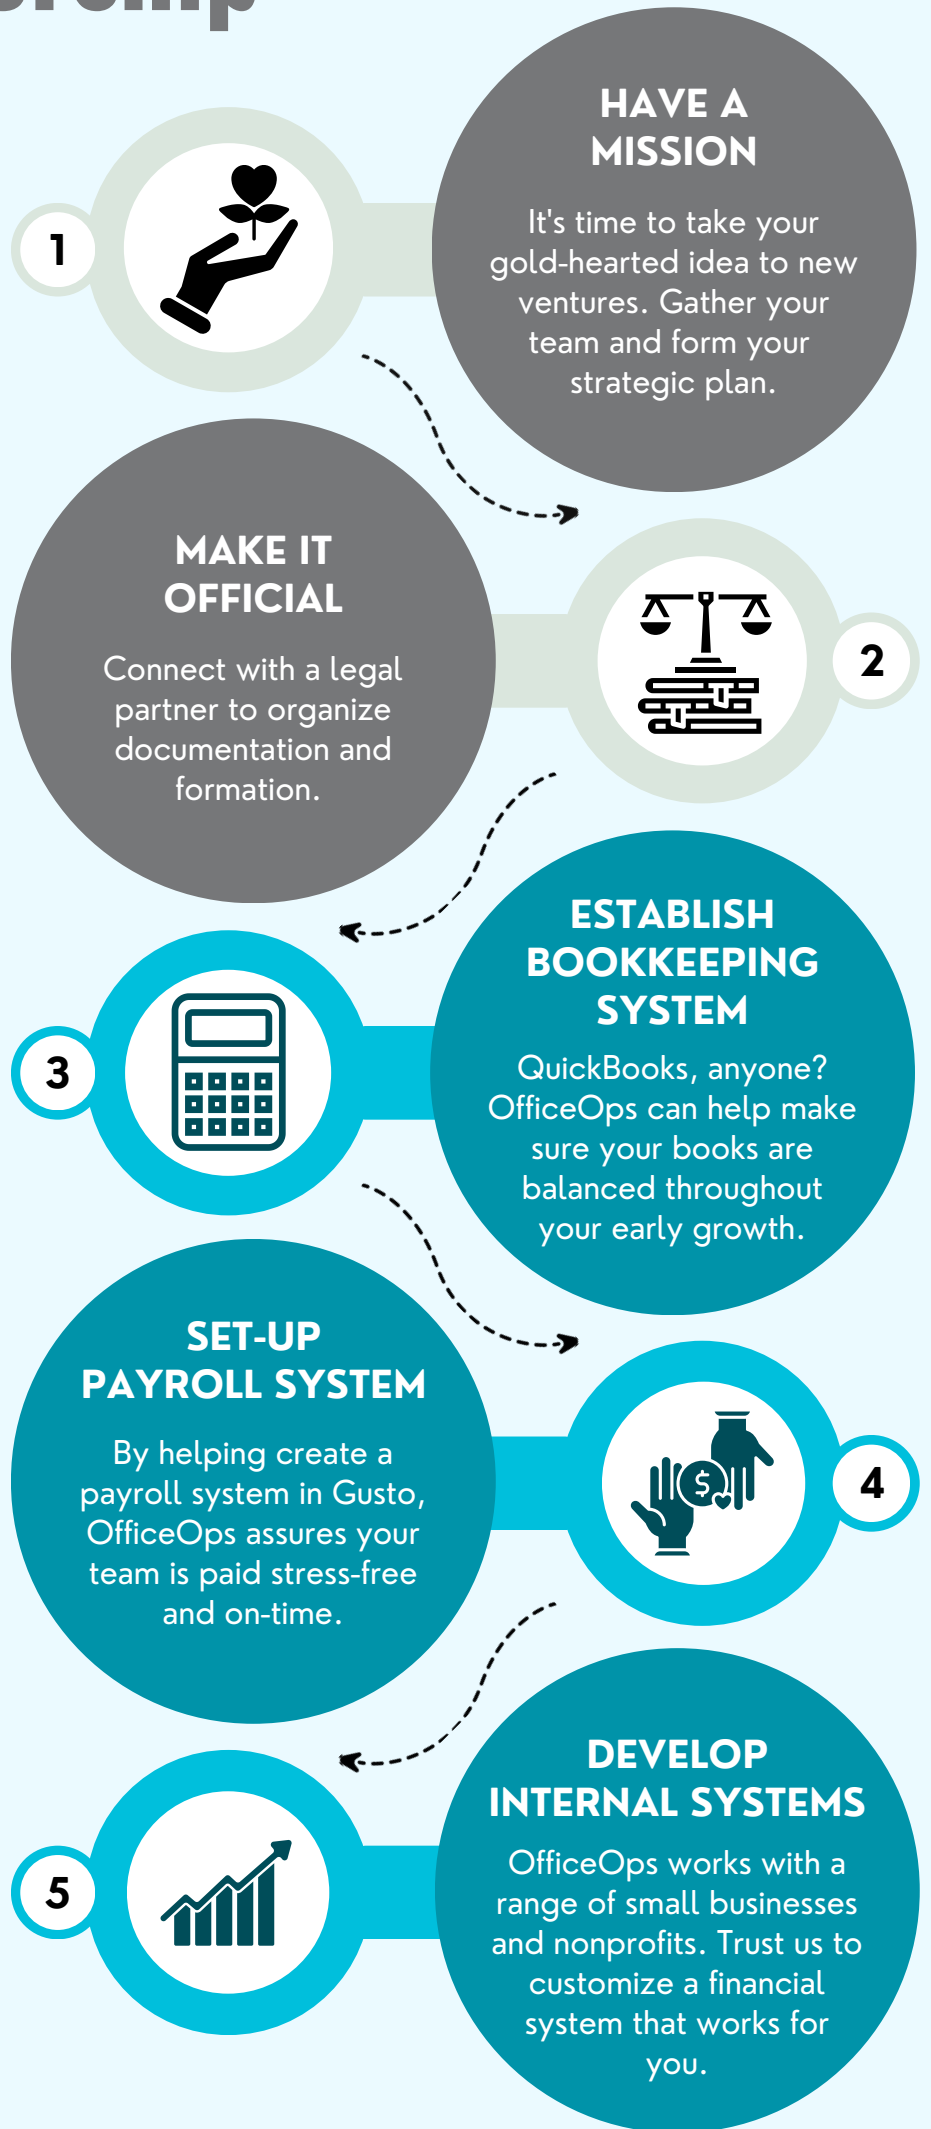 1
HAVE A
MISSION
It's time to take your
gold-hearted idea to new
ventures. Gather your
team and form your
strategic plan.
MAKE IT
OFFICIAL
Connect with a legal
partner to organize
documentation and
formation.
2
3
ESTABLISH
BOOKKEEPING
SYSTEM
QuickBooks, anyone?
OfficeOps can help make
sure your books are
balanced throughout
your early growth.
SET-UP
PAYROLL SYSTEM
By helping create a
payroll system in Gusto,
OfficeOps assures your
team is paid stress-free
and on-time.
$
4
5
DEVELOP
INTERNAL SYSTEMS
OfficeOps works with a
range of small businesses
and nonprofits. Trust us to
customize a financial
system that works for
you.